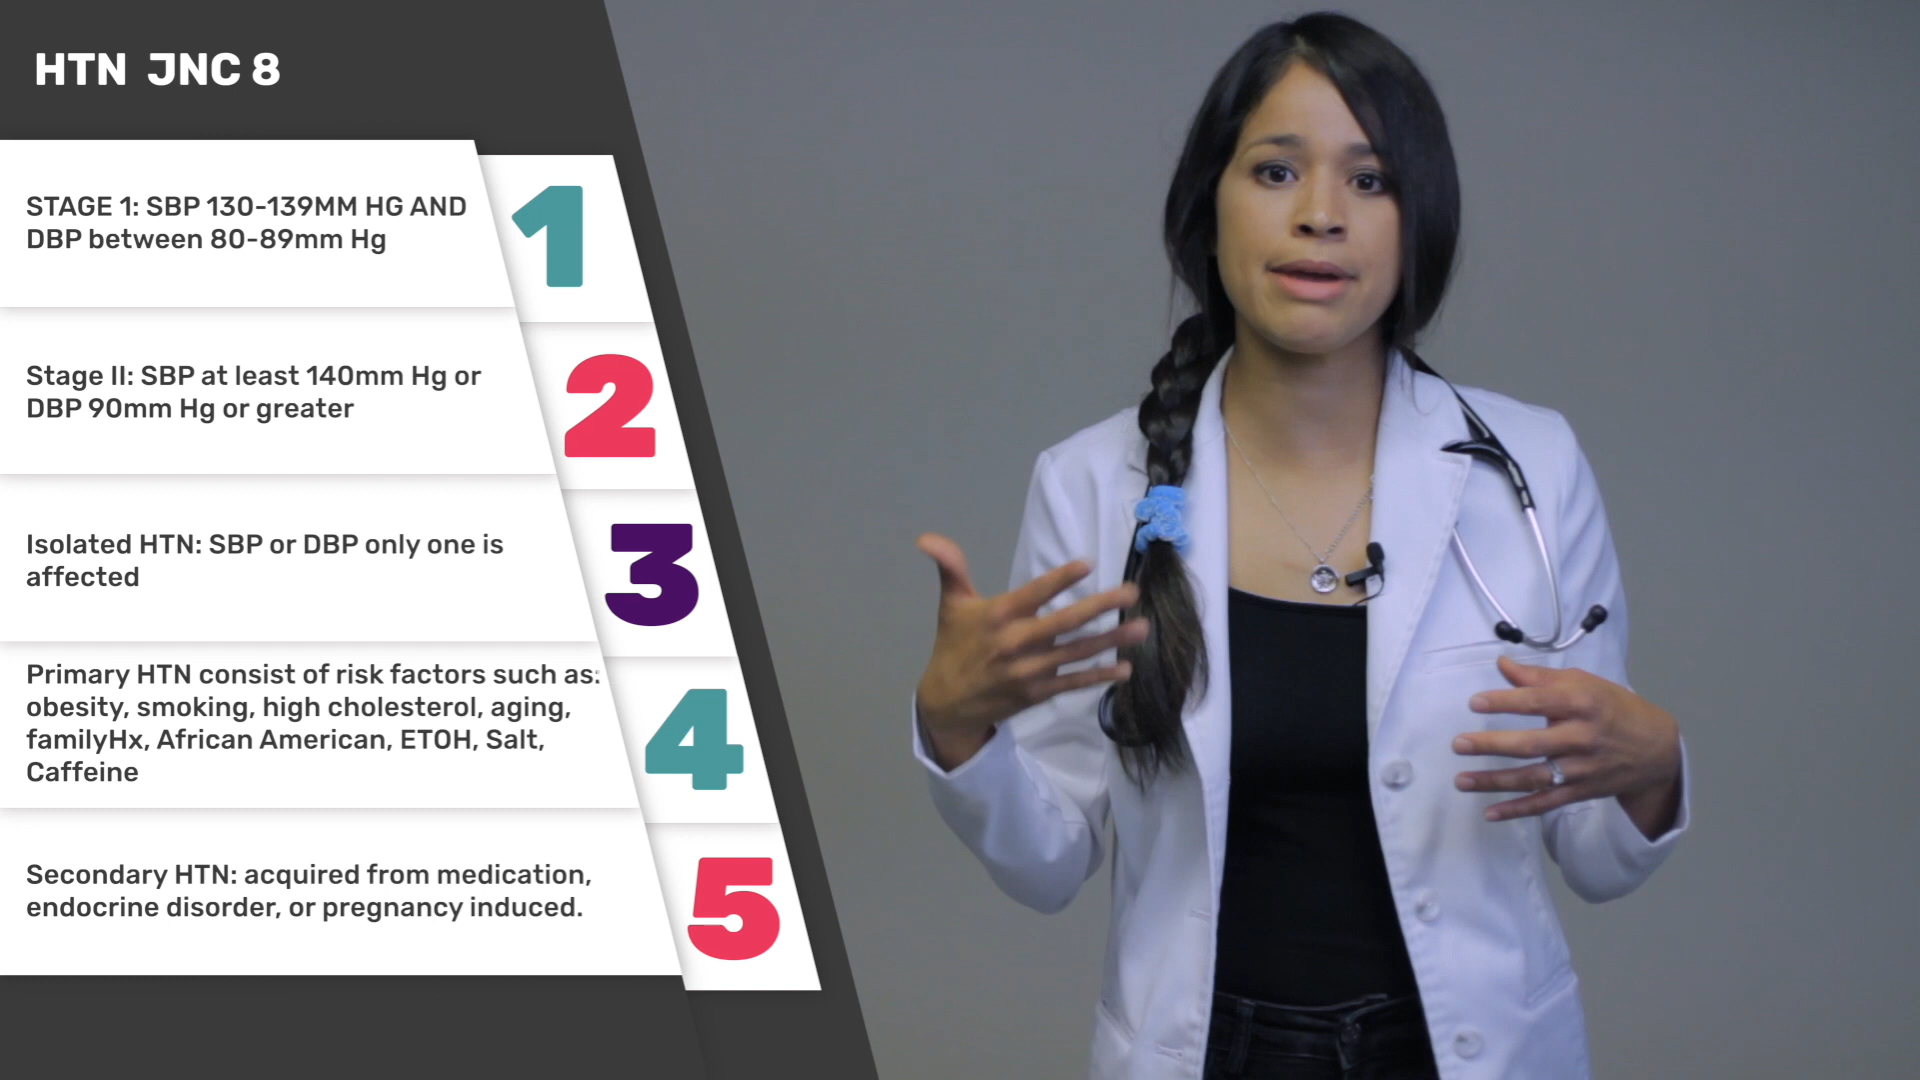 HTN JNC 8
STAGE 1: SBP 130-139MM HG AND
DBP between 80-89mm Hg
1
Stage II: SBP at least 140mm Hg or
DBP 90mm Hg or greater
2
Isolated HTN: SBP or DBP only one is
affected
3
Primary HTN consist of risk factors such as:
obesity, smoking, high cholesterol, aging,
familyHx, African American, ETOH, Salt,
Caffeine
4
Secondary HTN: acquired from medication,
endocrine disorder, or pregnancy induced.
5